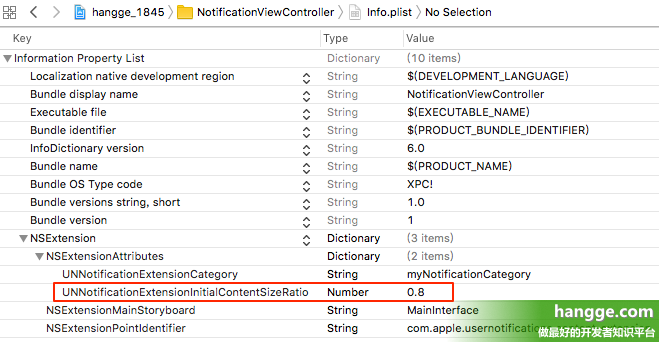 hangge_1845 NotificationViewController Info.plist No Selection
Key Type Value
Information Property List Dictionary (10 items)
Localization native development region String $(DEVELOPMENT_LANGUAGE)
Bundle display name String NotificationViewController
Executable file String $(EXECUTABLE_NAME)
Bundle identifier String $(PRODUCT_BUNDLE_IDENTIFIER)
InfoDictionary version String 6.0
Bundle name String $(PRODUCT_NAME)
Bundle OS Type code String XPC!
Bundle versions string, short String 1.0
Bundle version String 1
NSExtension Dictionary (3 items)
NSExtensionAttributes Dictionary (2 items)
UNNotificationExtensionCategory String myNotificationCategory
UNNotificationExtensionInitialContentSizeRatio Number 0.8
NSExtensionMainStoryboard String MainInterface
NSExtensionPointIdentifier String com.apple.usernotification
hangge.com
做最好的开发者知识平台